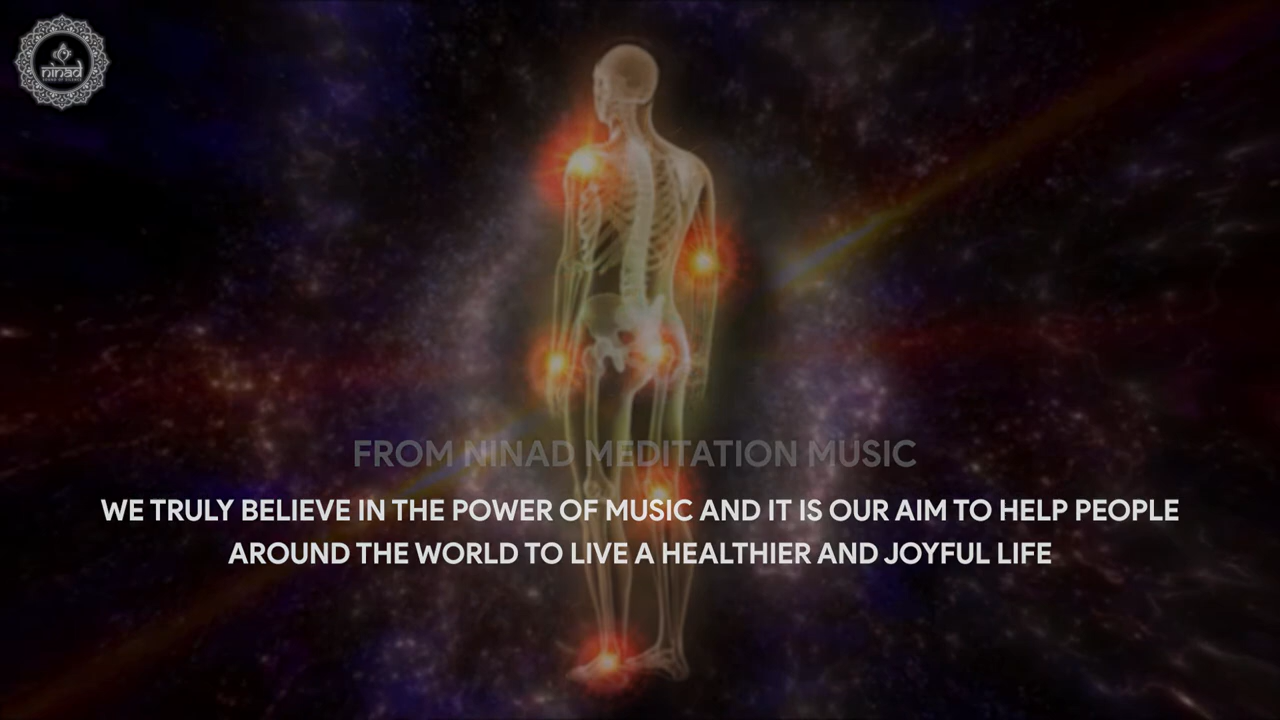 ninad
FROM NINAD MEDITATION MUSIC
WE TRULY BELIEVE IN THE POWER OF MUSIC AND IT IS OUR AIM TO HELP PEOPLE
AROUND THE WORLD TO LIVE A HEALTHIER AND JOYFUL LIFE